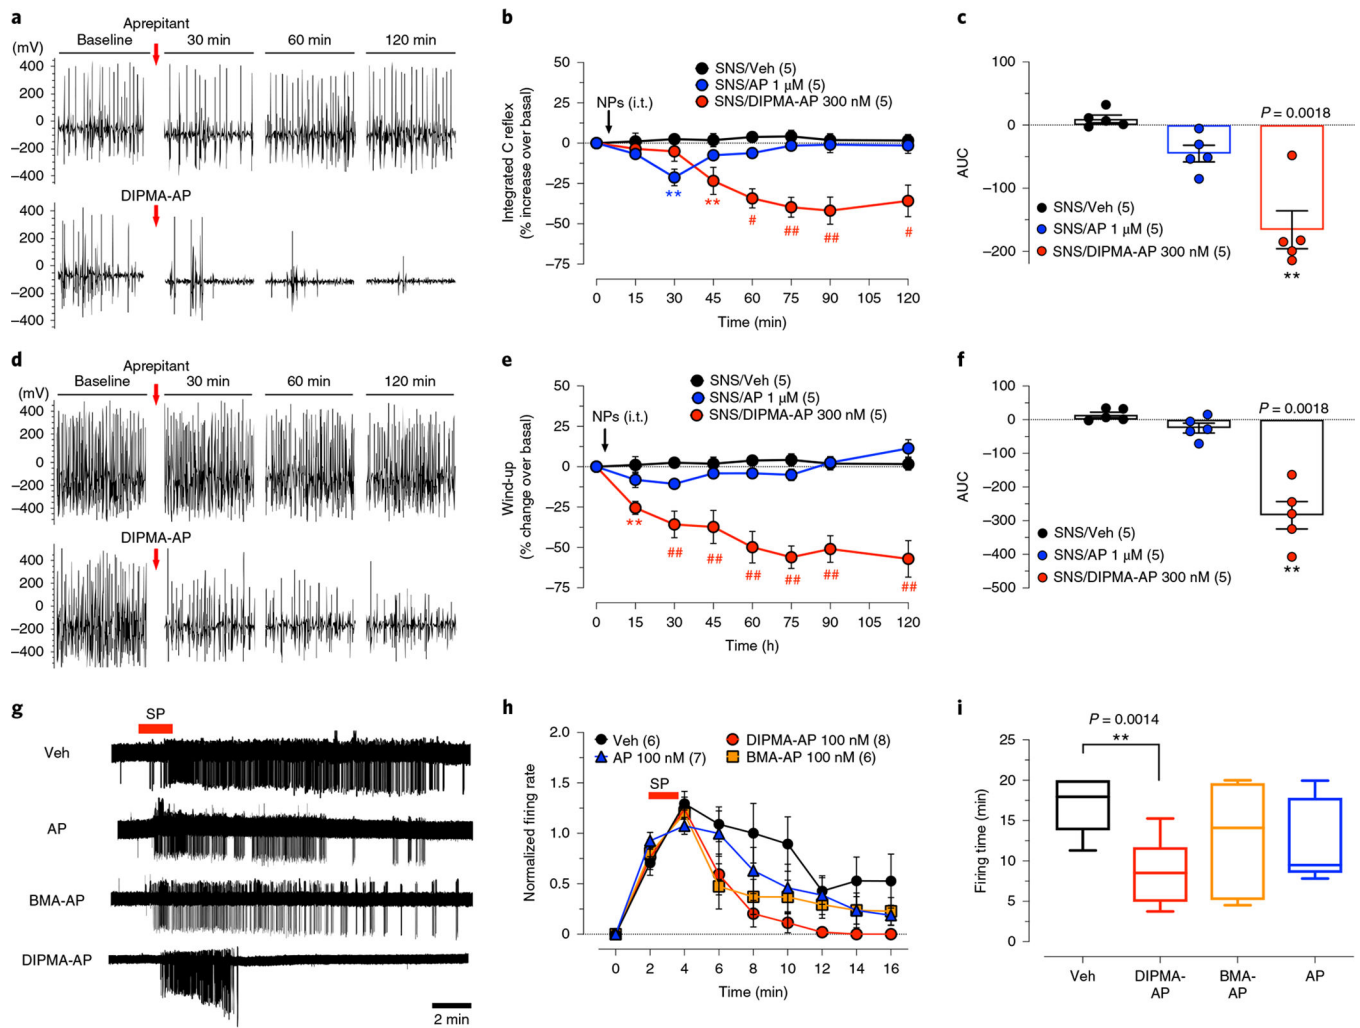 a
Aprepitant
Baseline 30 min 60 min 120 min
(mV)
400
200
0
−200
−400
DIPMA-AP
400
200
0
−200
−400
b
SNS/Veh (5)
SNS/AP 1 μM (5)
SNS/DIPMA-AP 300 nM (5)
NPs (i.t.)
Integrated C reflex
(% increase over basal)
50
25
0
−25
−50
−75
** ** # ## ## #
0 15 30 45 60 75 90 105 120
Time (min)
c
AUC
100
0
−100
−200
P = 0.0018
SNS/Veh (5)
SNS/AP 1 μM (5)
SNS/DIPMA-AP 300 nM (5)
**
d
Aprepitant
Baseline 30 min 60 min 120 min
(mV)
400
200
0
−200
−400
DIPMA-AP
400
200
0
−200
−400
e
SNS/Veh (5)
SNS/AP 1 μM (5)
SNS/DIPMA-AP 300 nM (5)
NPs (i.t.)
Wind-up
(% change over basal)
50
25
0
−25
−50
−75
** ## ## ## ## ## ##
0 15 30 45 60 75 90 105 120
Time (h)
f
AUC
100
0
−100
−200
−300
−400
−500
P = 0.0018
SNS/Veh (5)
SNS/AP 1 μM (5)
SNS/DIPMA-AP 300 nM (5)
**
g
SP
Veh
AP
BMA-AP
DIPMA-AP
2 min
h
Veh (6) DIPMA-AP 100 nM (8)
AP 100 nM (7) BMA-AP 100 nM (6)
SP
Normalized firing rate
2.0
1.5
1.0
0.5
0
0 2 4 6 8 10 12 14 16
Time (min)
i
P = 0.0014
**
Firing time (min)
25
20
15
10
5
0
Veh DIPMA- BMA- AP
AP AP